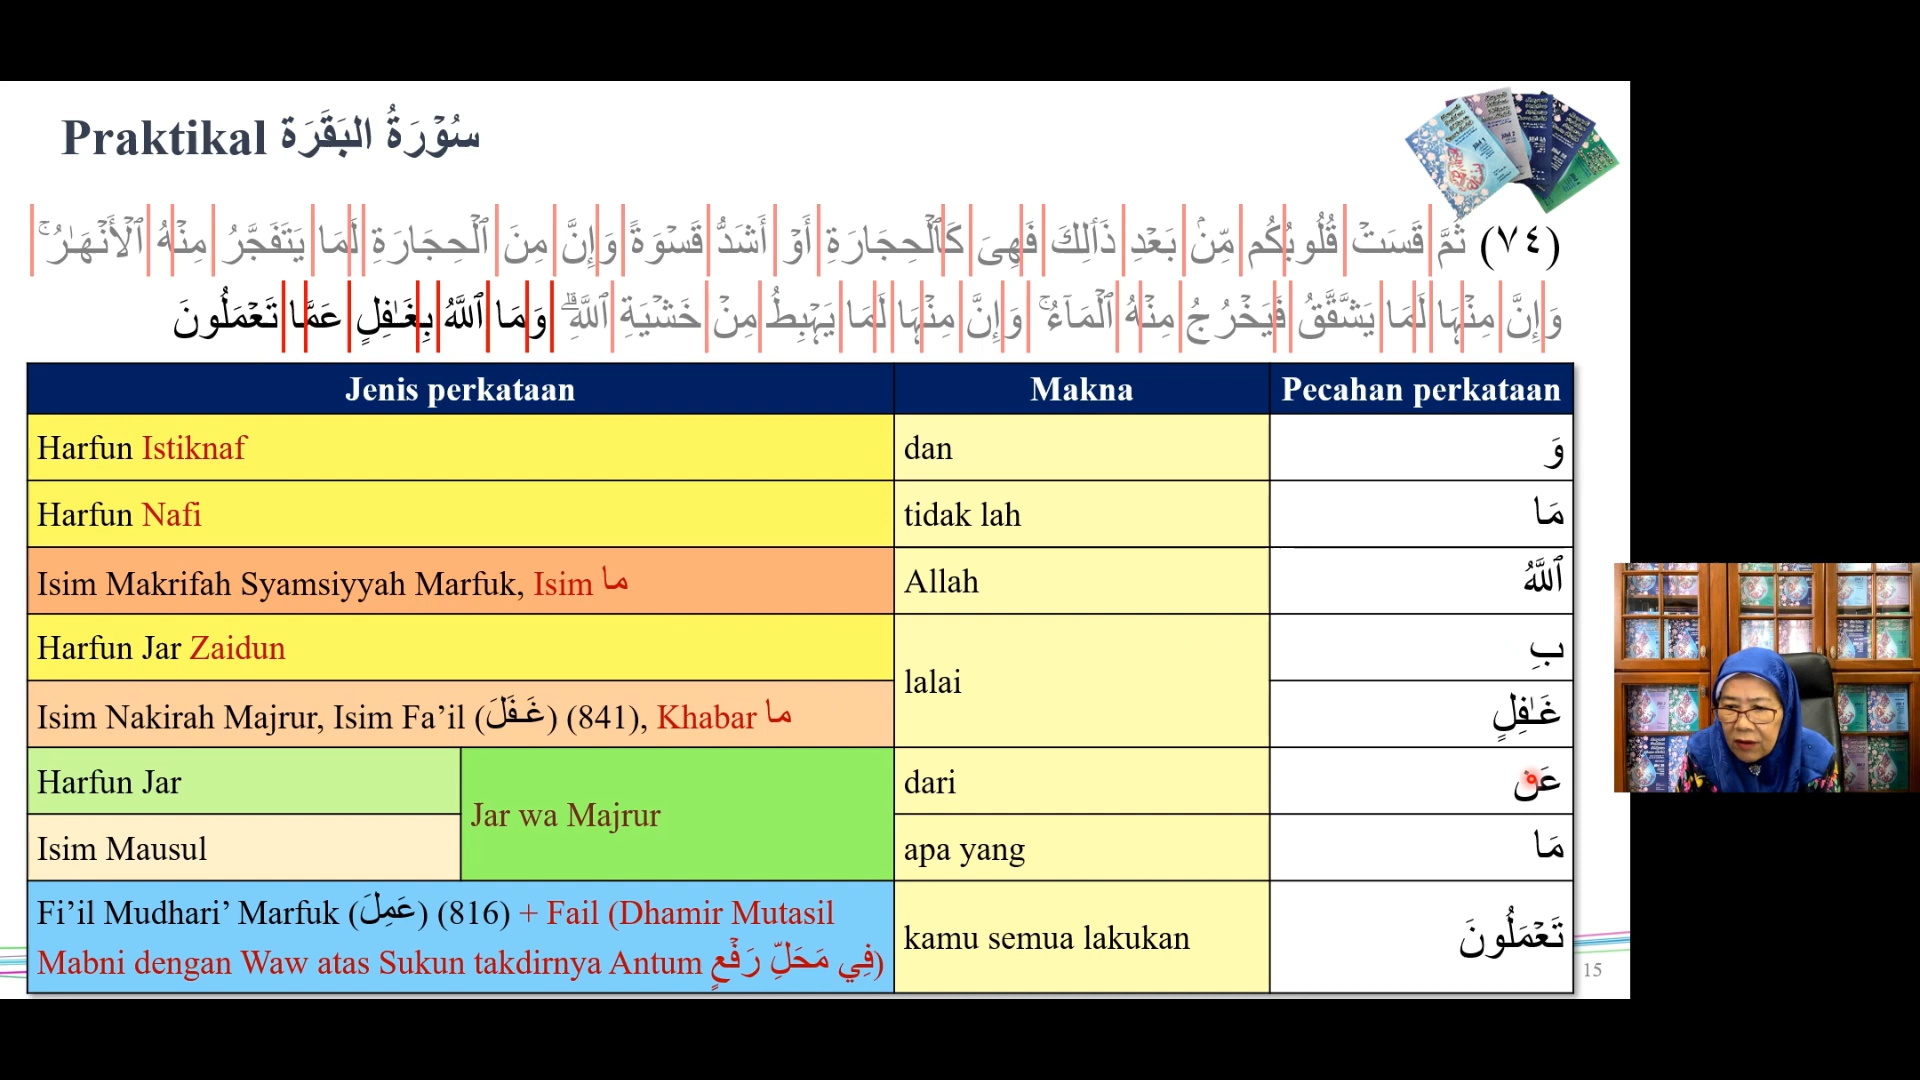 Praktikal سُوْرَةُ البَقَرَة
(٧٤) ثُمَّ قَسَتْ قُلُوبُكُم مِّنۢ بَعْدِ ذَٰلِكَ فَهِىَ كَٱلْحِجَارَةِ أَوْ أَشَدُّ قَسْوَةً وَإِنَّ مِنَ ٱلْحِجَارَةِ لَمَا يَتَفَجَّرُ مِنْهُ ٱلْأَنْهَـٰرُ ۚ
وَإِنَّ مِنْهَا لَمَا يَشَّقَّقُ فَيَخْرُجُ مِنْهُ ٱلْمَآءُ ۚ وَإِنَّ مِنْهَا لَمَا يَهْبِطُ مِنْ خَشْيَةِ ٱللَّهِ ۗ وَمَا ٱللَّهُ بِغَـٰفِلٍ عَمَّا تَعْمَلُونَ
Jenis perkataan Makna Pecahan perkataan
Harfun Istiknaf dan وَ
Harfun Nafi tidak lah مَا
Isim Makrifah Syamsiyyah Marfuk, Isim ما Allah ٱللَّهُ
Harfun Jar Zaidun بِ
lalai
Isim Nakirah Majrur, Isim Fa’il (غَفَلَ) (841), Khabar ما غَـٰفِلٍ
Harfun Jar dari عَن
Jar wa Majrur
Isim Mausul apa yang مَا
Fi’il Mudhari’ Marfuk (عَمِلَ) (816) + Fail (Dhamir Mutasil
Mabni dengan Waw atas Sukun takdirnya Antum فِي مَحَلِّ رَفْعٍ)
kamu semua lakukan تَعْمَلُونَ
15